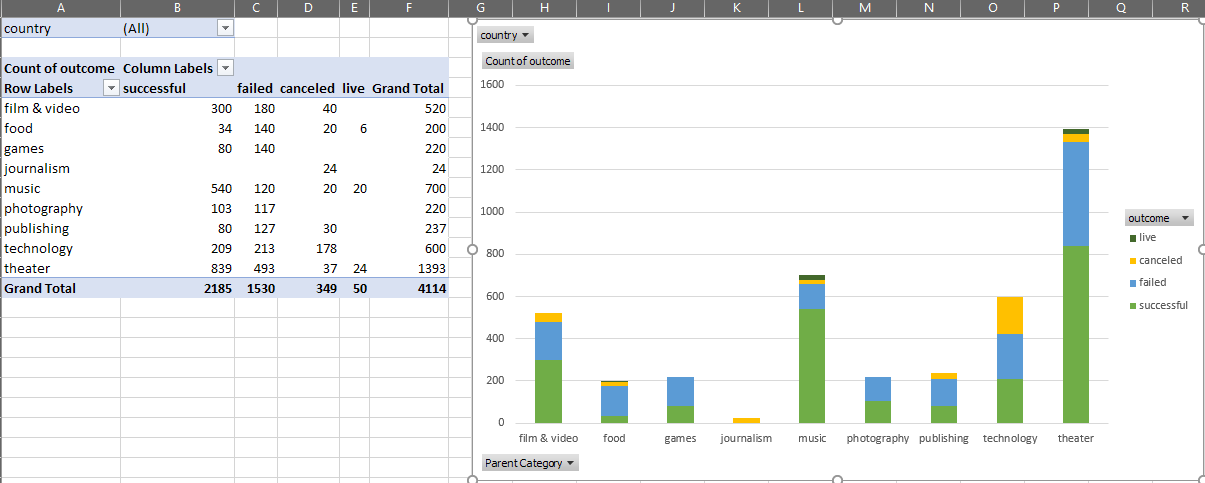 A B C D E F G H I J K L M N O P Q R
country (All)
Count of outcome Column Labels
Row Labels successful failed canceled live Grand Total
film & video 300 180 40 520
food 34 140 20 6 200
games 80 140 220
journalism 24 24
music 540 120 20 20 700
photography 103 117 220
publishing 80 127 30 237
technology 209 213 178 600
theater 839 493 37 24 1393
Grand Total 2185 1530 349 50 4114
country
Count of outcome
1600
1400
1200
1000
800
600
400
200
0
film & video food games journalism music photography publishing technology theater
Parent Category
outcome
live
canceled
failed
successful